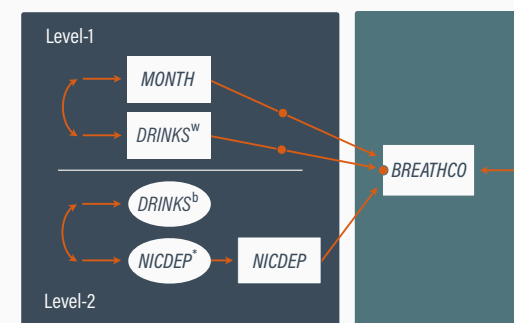 Level-1
MONTH
DRINKSʷ
BREATHCO
DRINKSᵇ
NICDEP*
NICDEP
Level-2